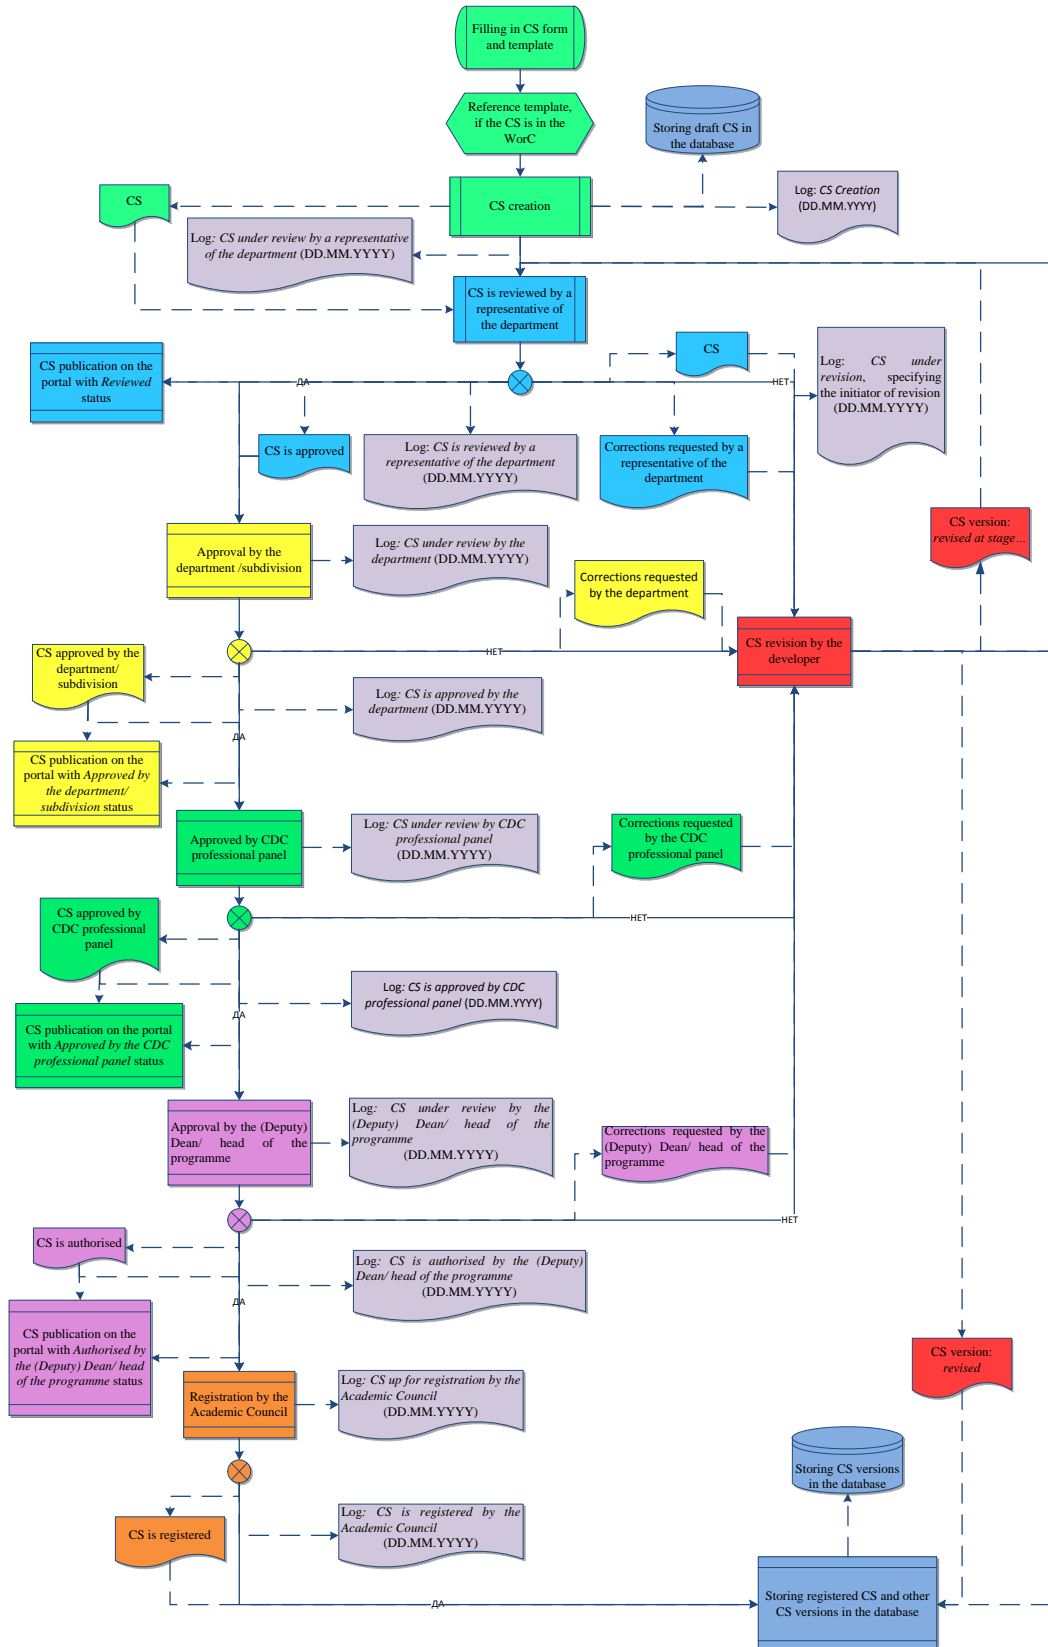 Filling in CS form
and template
Reference template,
if the CS is in the
WorC
Storing draft CS in
the database
CS creation
CS
Log: CS Creation
(DD.MM.YYYY)
Log: CS under review by a representative
of the department (DD.MM.YYYY)
CS is reviewed by a
representative of
the department
CS publication on the
portal with Reviewed
status
ДА
CS
НЕТ
Log: CS under
revision, specifying
the initiator of revision
(DD.MM.YYYY)
CS is approved
Log: CS is reviewed by a
representative of the department
(DD.MM.YYYY)
Corrections requested by a
representative of the
department
CS version:
revised at stage...
Approval by the
department /subdivision
Log: CS under review by the
department (DD.MM.YYYY)
Corrections requested
by the department
НЕТ
CS revision by the
developer
CS approved by the
department/
subdivision
Log: CS is approved by the
department (DD.MM.YYYY)
ДА
CS publication on the
portal with Approved by
the department/
subdivision status
Approved by CDC
professional panel
Log: CS under review by CDC
professional panel
(DD.MM.YYYY)
Corrections requested
by the CDC
professional panel
НЕТ
CS approved by
CDC professional
panel
Log: CS is approved by CDC
professional panel (DD.MM.YYYY)
ДА
CS publication on the portal
with Approved by the CDC
professional panel status
Approval by the (Deputy)
Dean/ head of the
programme
Log: CS under review by the
(Deputy) Dean/ head of the
programme
(DD.MM.YYYY)
Corrections requested by the
(Deputy) Dean/ head of the
programme
НЕТ
CS is authorised
Log: CS is authorised by the (Deputy)
Dean/ head of the programme
(DD.MM.YYYY)
ДА
CS publication on the
portal with Authorised by
the (Deputy) Dean/ head
of the programme status
CS version:
revised
Registration by the
Academic Council
Log: CS up for registration by the
Academic Council
(DD.MM.YYYY)
Storing CS versions
in the database
CS is registered
Log: CS is registered by the
Academic Council
(DD.MM.YYYY)
ДА
Storing registered CS and other
CS versions in the database